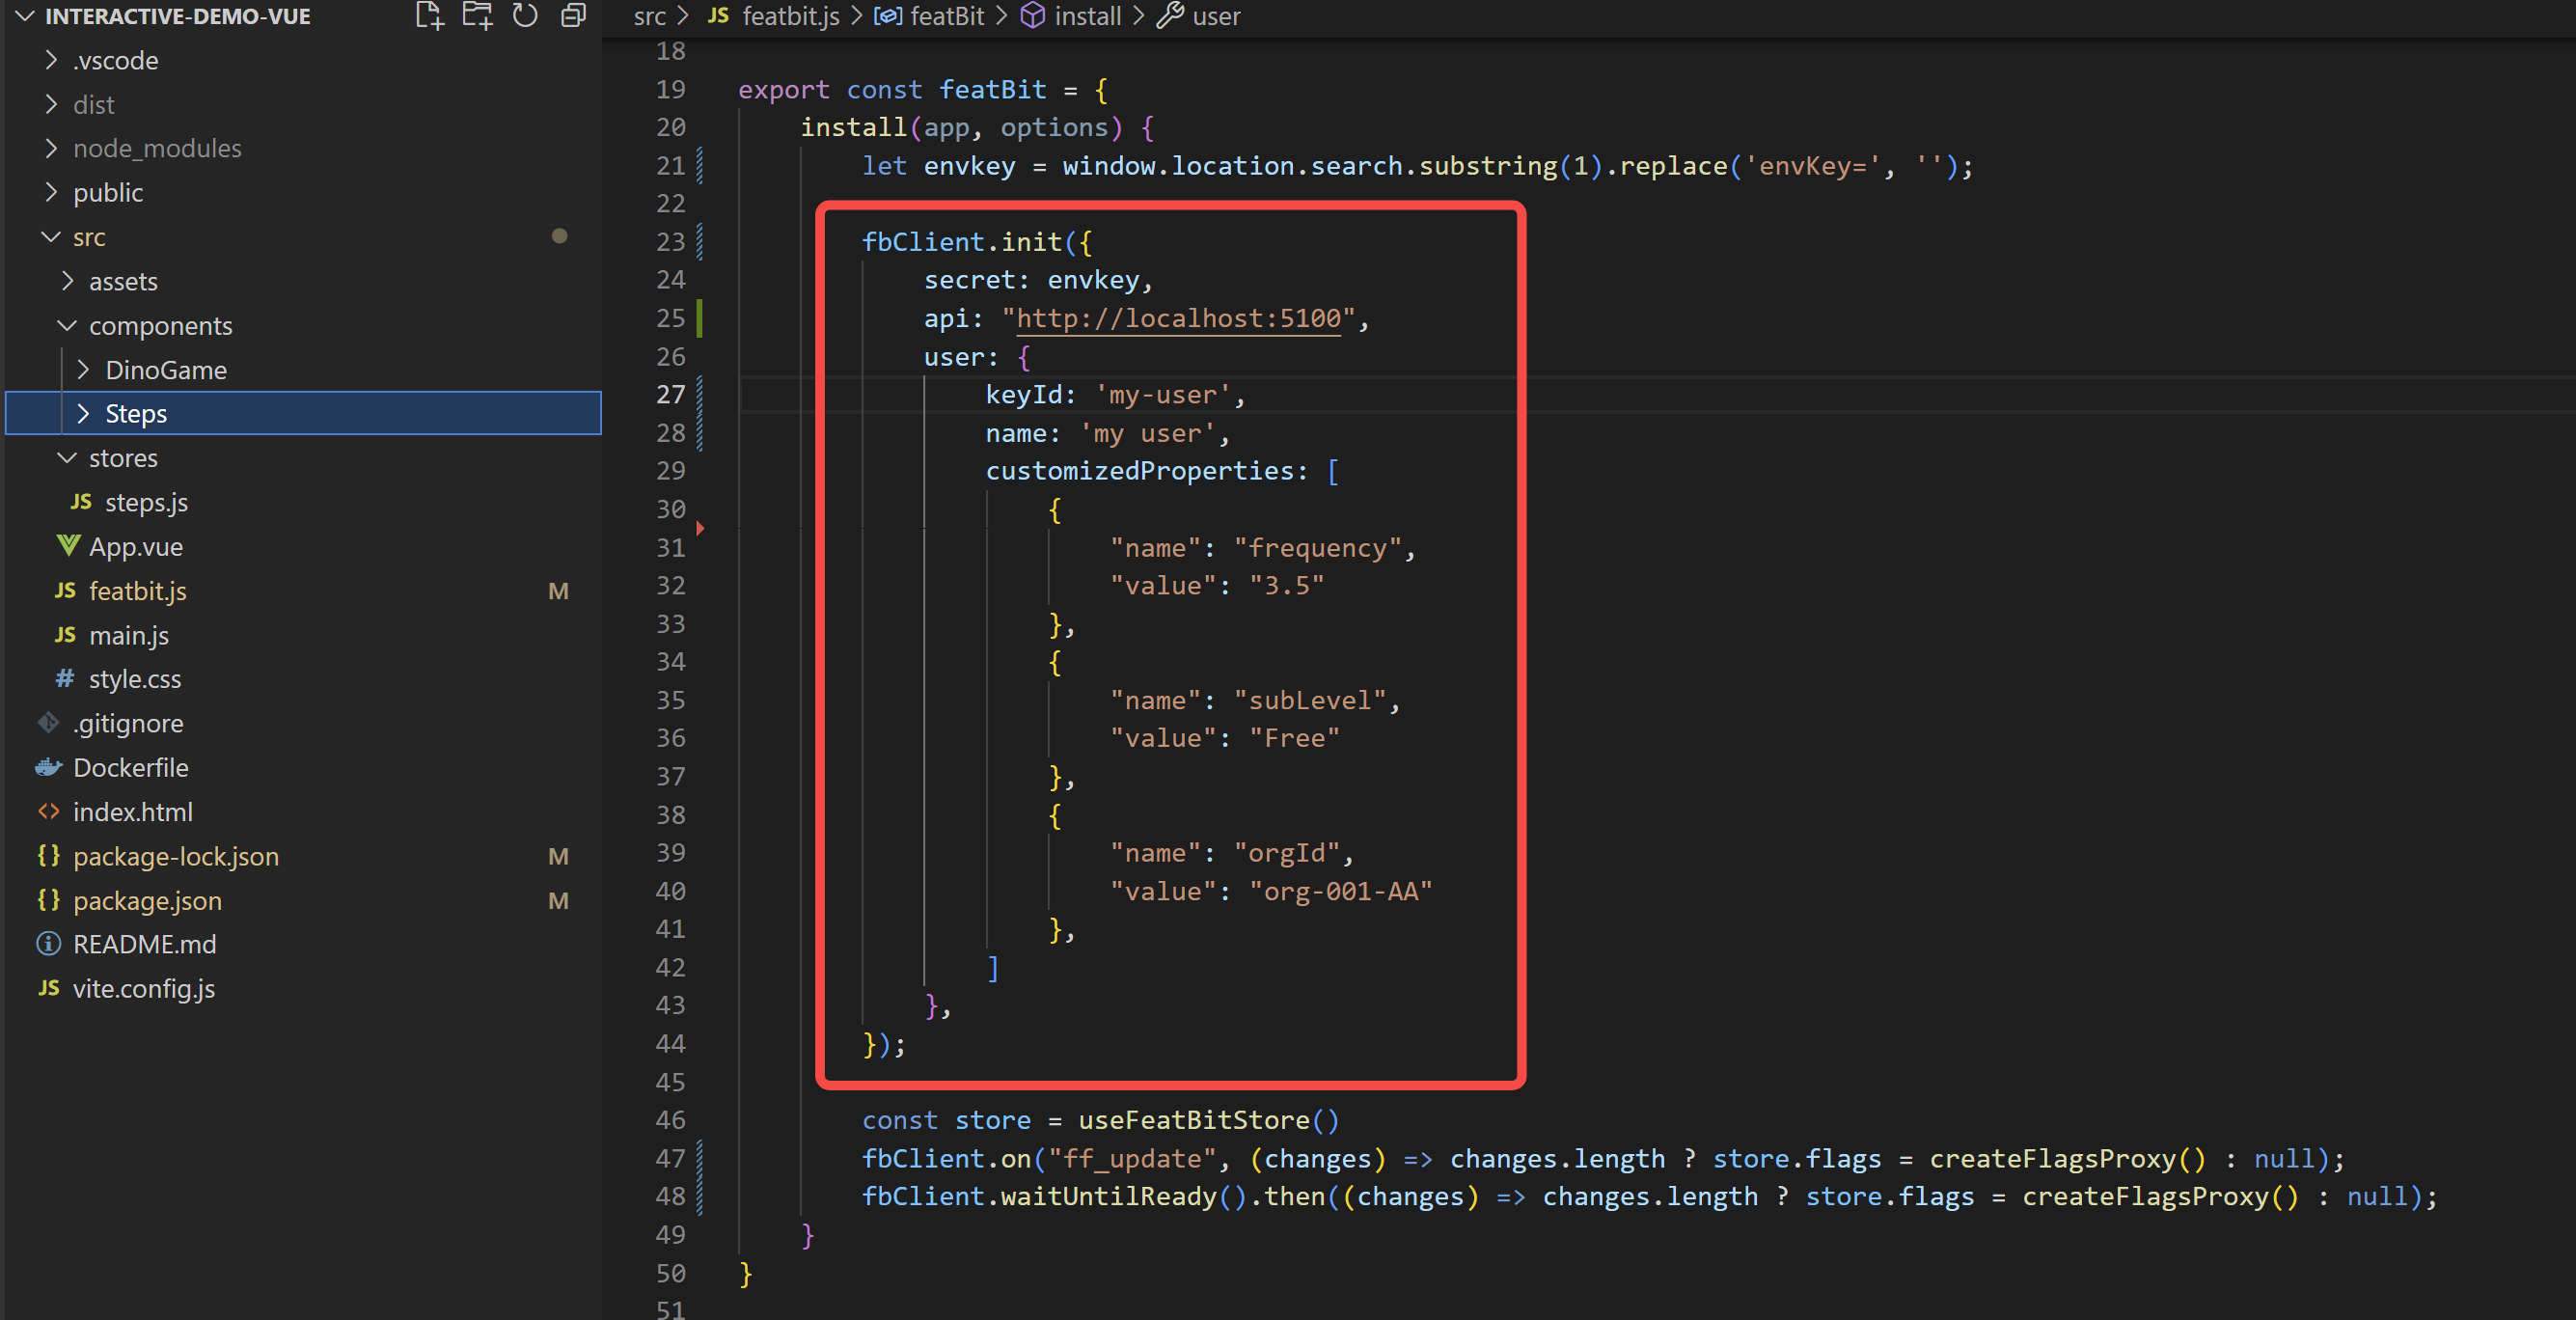 INTERACTIVE-DEMO-VUE
.vscode
dist
node_modules
public
src
assets
components
DinoGame
Steps
stores
JS steps.js
App.vue
JS featbit.js M
JS main.js
# style.css
.gitignore
Dockerfile
<> index.html
{} package-lock.json M
{} package.json M
README.md
JS vite.config.js
src > JS featbit.js > featBit > install > user
18
19 export const featBit = {
20 install(app, options) {
21 let envkey = window.location.search.substring(1).replace('envKey=', '');
22
23 fbClient.init({
24 secret: envkey,
25 api: "http://localhost:5100",
26 user: {
27 keyId: 'my-user',
28 name: 'my user',
29 customizedProperties: [
30 {
31 "name": "frequency",
32 "value": "3.5"
33 },
34 {
35 "name": "subLevel",
36 "value": "Free"
37 },
38 {
39 "name": "orgId",
40 "value": "org-001-AA"
41 },
42 ]
43 },
44 });
45
46 const store = useFeatBitStore()
47 fbClient.on("ff_update", (changes) => changes.length ? store.flags = createFlagsProxy() : null);
48 fbClient.waitUntilReady().then((changes) => changes.length ? store.flags = createFlagsProxy() : null);
49 }
50 }
51